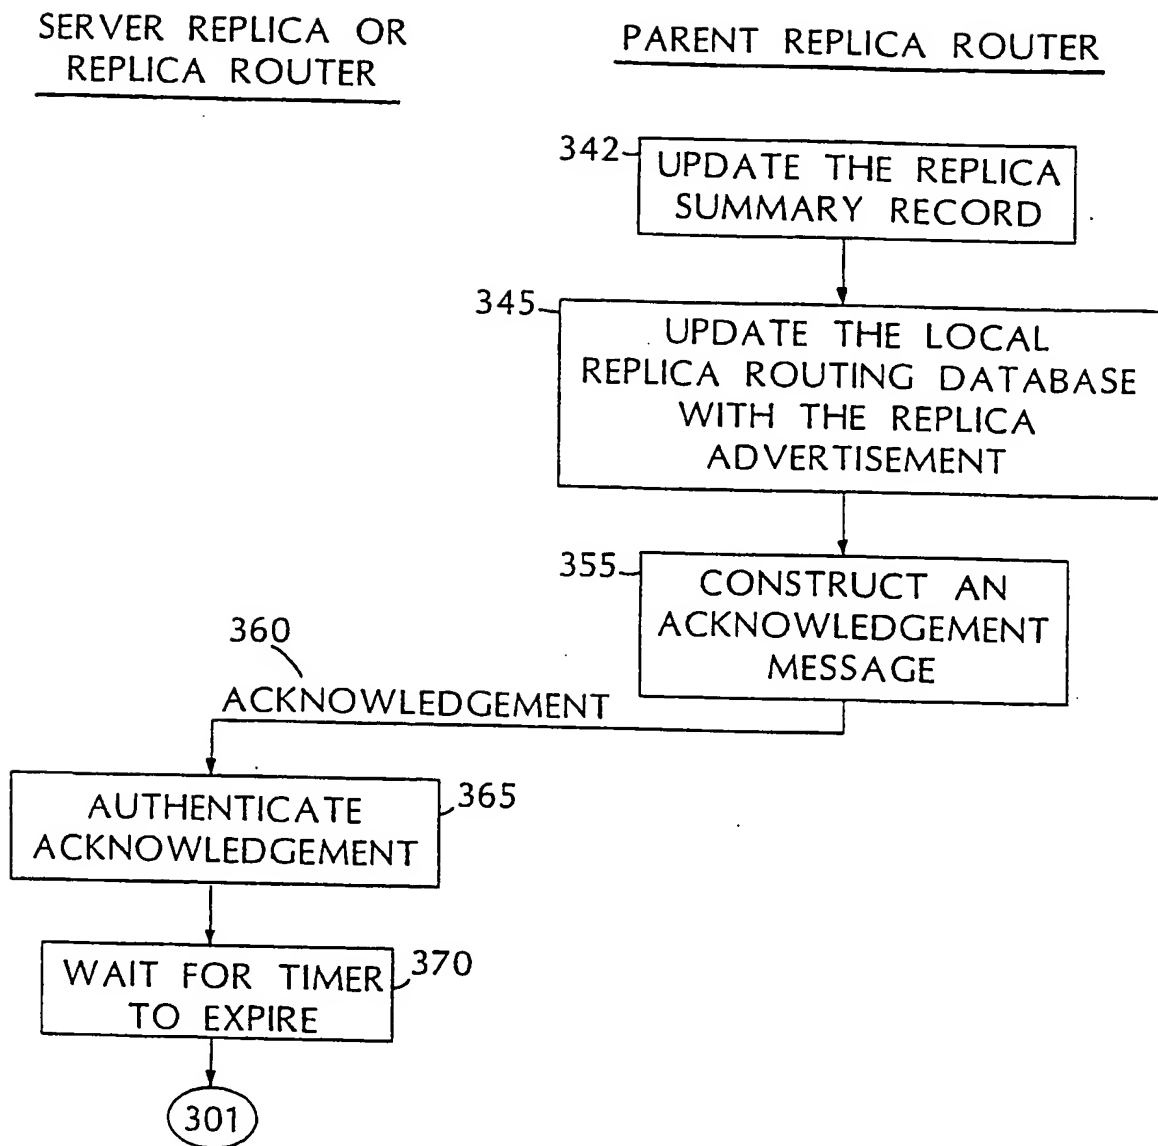 SERVER REPLICA OR
REPLICA ROUTER
PARENT REPLICA ROUTER
342
UPDATE THE REPLICA
SUMMARY RECORD
345
UPDATE THE LOCAL
REPLICA ROUTING DATABASE
WITH THE REPLICA
ADVERTISEMENT
355
CONSTRUCT AN
ACKNOWLEDGEMENT
MESSAGE
360
ACKNOWLEDGEMENT
AUTHENTICATE
ACKNOWLEDGEMENT
365
WAIT FOR TIMER
TO EXPIRE
370
301